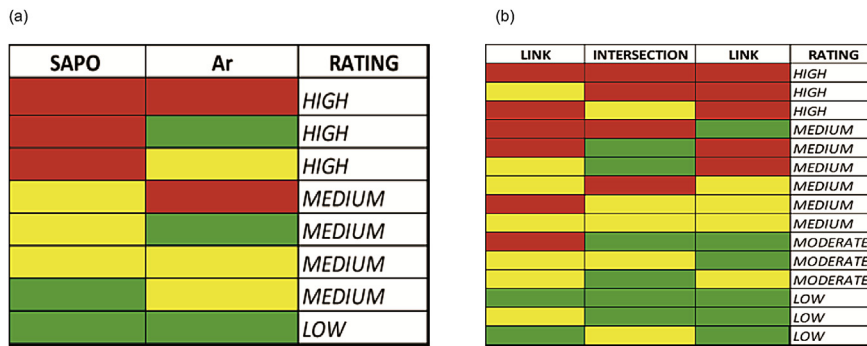 (a)
(b)
SAPO Ar RATING
HIGH
HIGH
HIGH
MEDIUM
MEDIUM
MEDIUM
MEDIUM
LOW
LINK INTERSECTION LINK RATING
HIGH
HIGH
HIGH
MEDIUM
MEDIUM
MEDIUM
MEDIUM
MEDIUM
MEDIUM
MODERATE
MODERATE
MODERATE
LOW
LOW
LOW